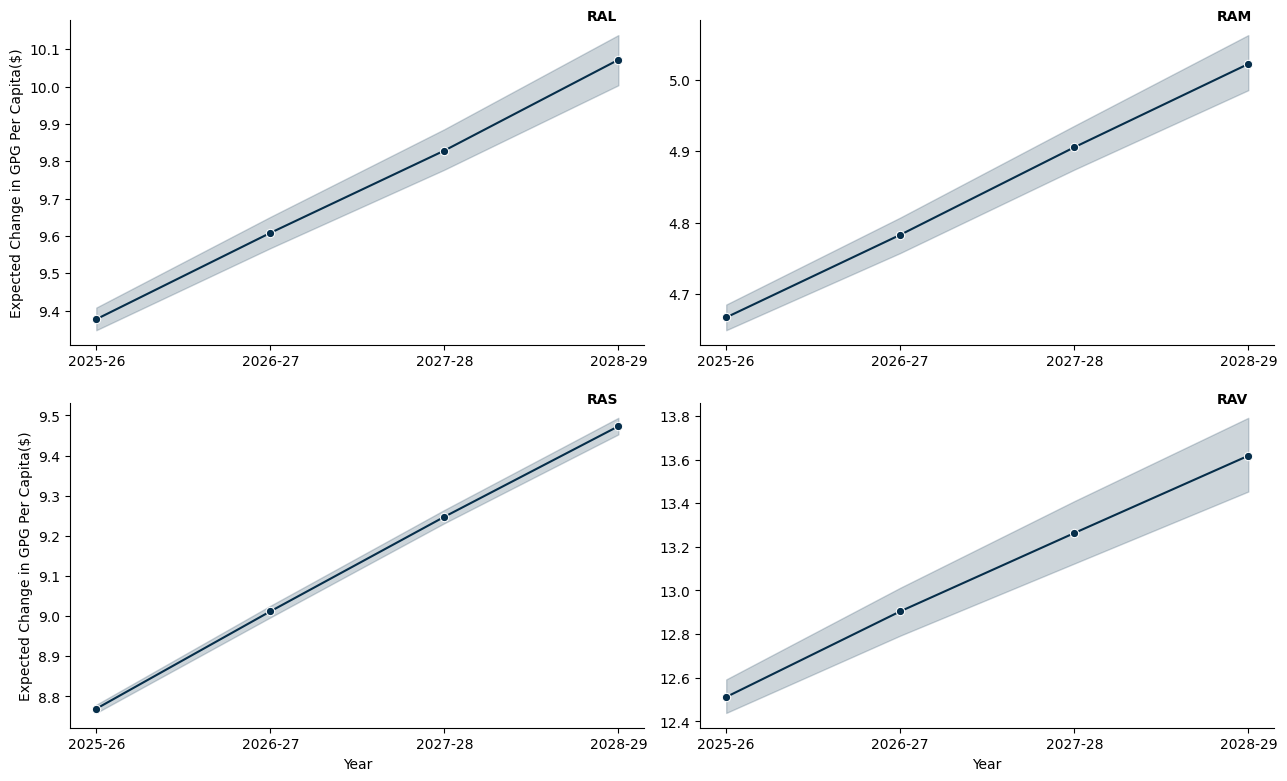 RAL
Expected Change in GPG Per Capita($)
10.1
10.0
9.9
9.8
9.7
9.6
9.5
9.4
2025-26 2026-27 2027-28 2028-29
RAM
5.0
4.9
4.8
4.7
2025-26 2026-27 2027-28 2028-29
RAS
Expected Change in GPG Per Capita($)
9.5
9.4
9.3
9.2
9.1
9.0
8.9
8.8
2025-26 2026-27 2027-28 2028-29
Year
RAV
13.8
13.6
13.4
13.2
13.0
12.8
12.6
12.4
2025-26 2026-27 2027-28 2028-29
Year